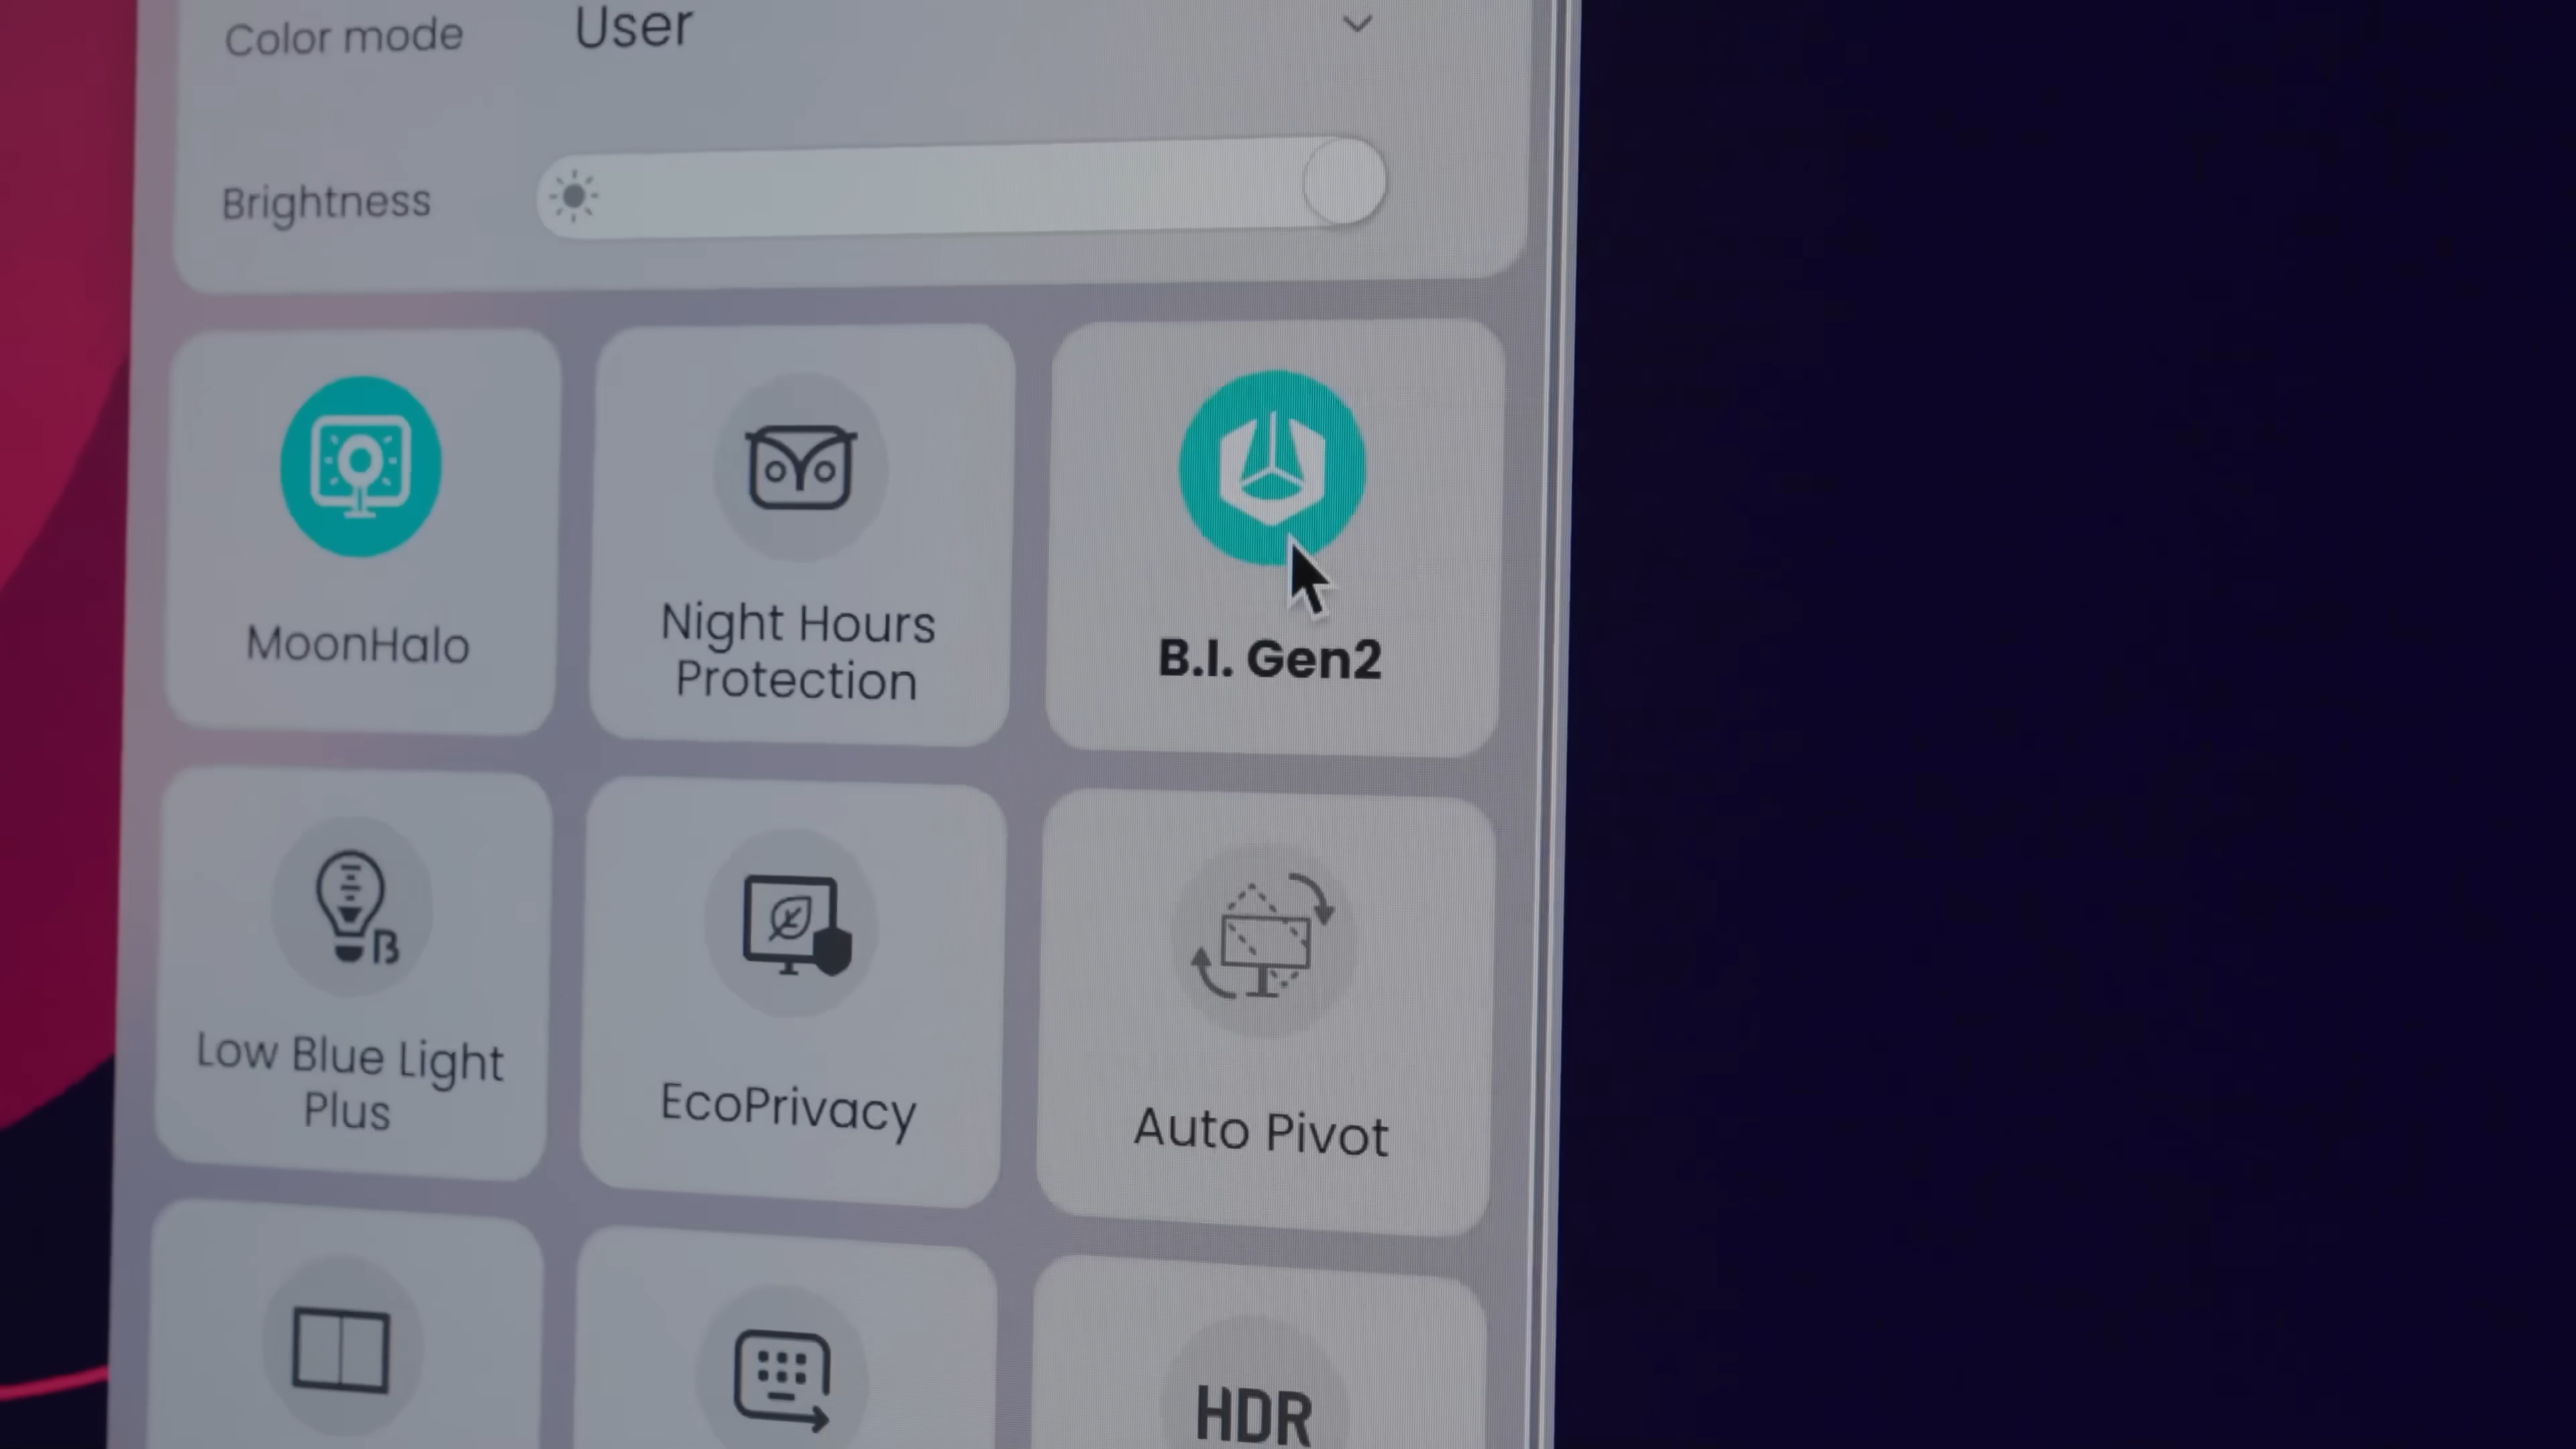 Color mode
User
Brightness
MoonHalo
Night Hours
Protection
B.I. Gen2
B
Low Blue Light
Plus
EcoPrivacy
Auto Pivot
HDR